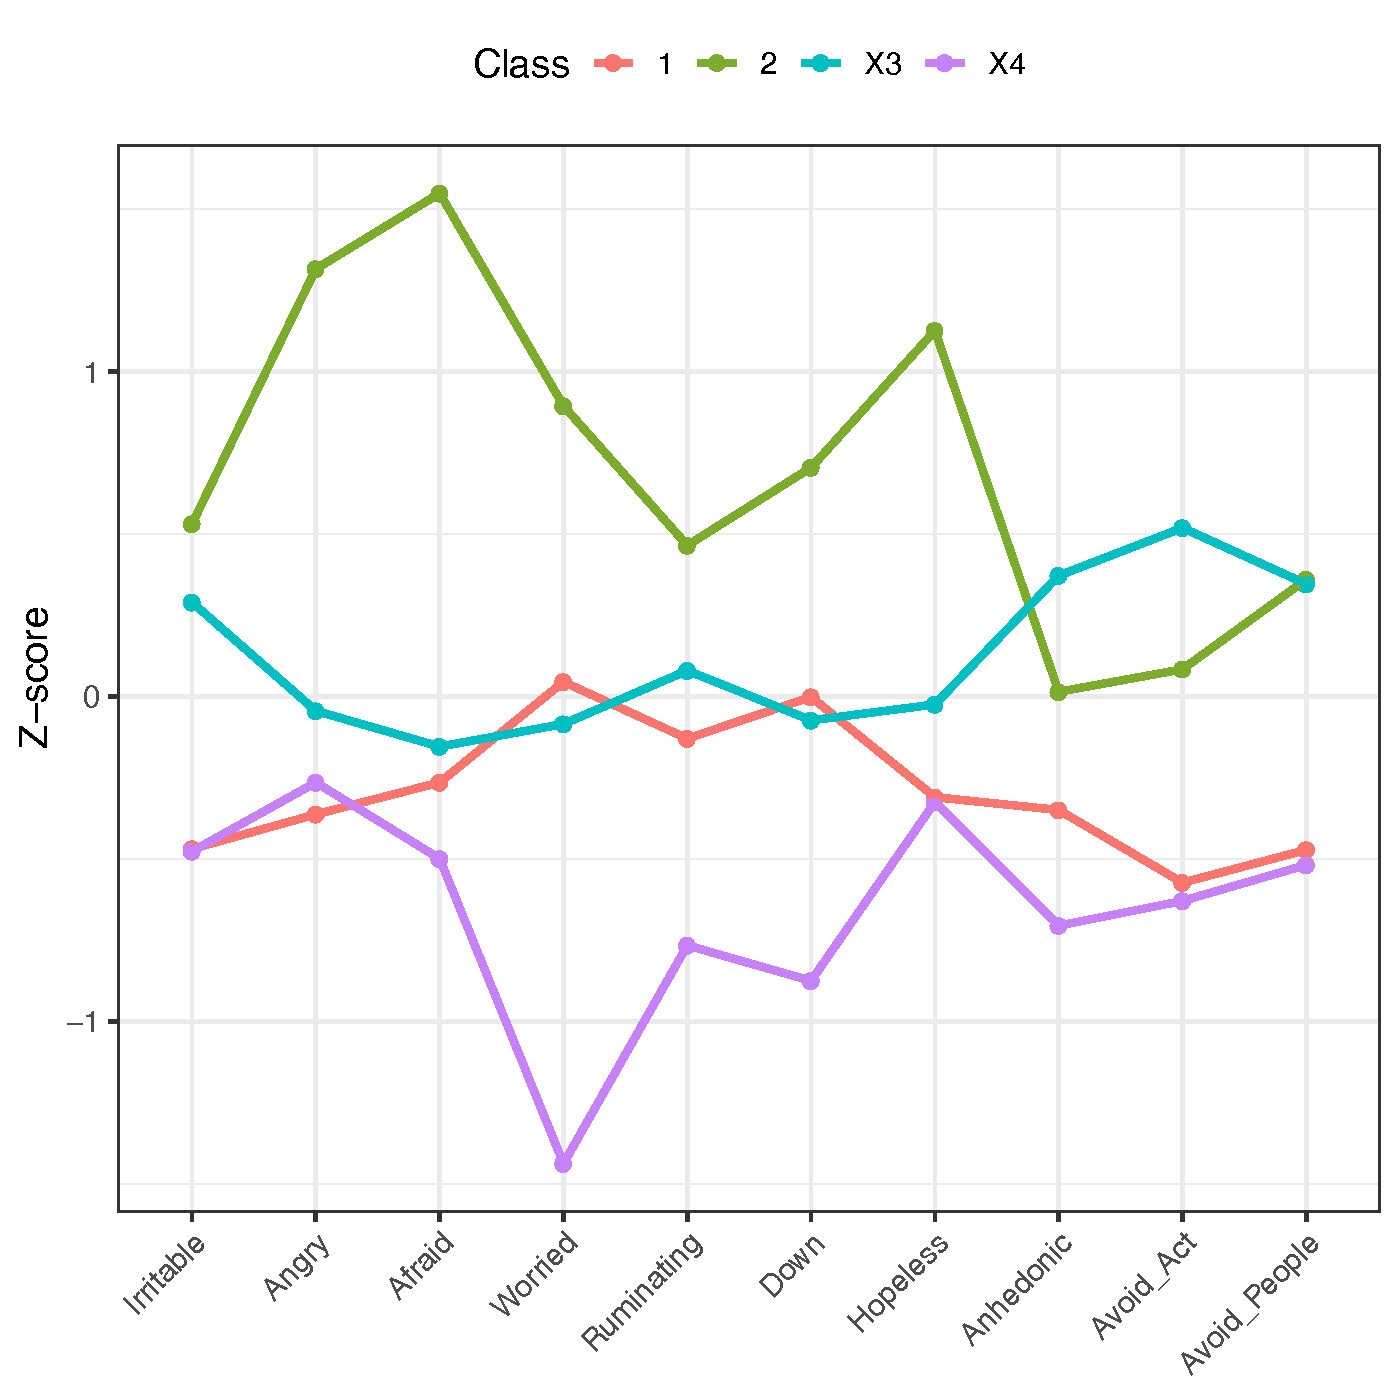 Class 1 2 X3 X4
Z−score
1
0
−1
Irritable
Angry
Afraid
Worried
Ruminating
Down
Hopeless
Anhedonic
Avoid_Act
Avoid_People